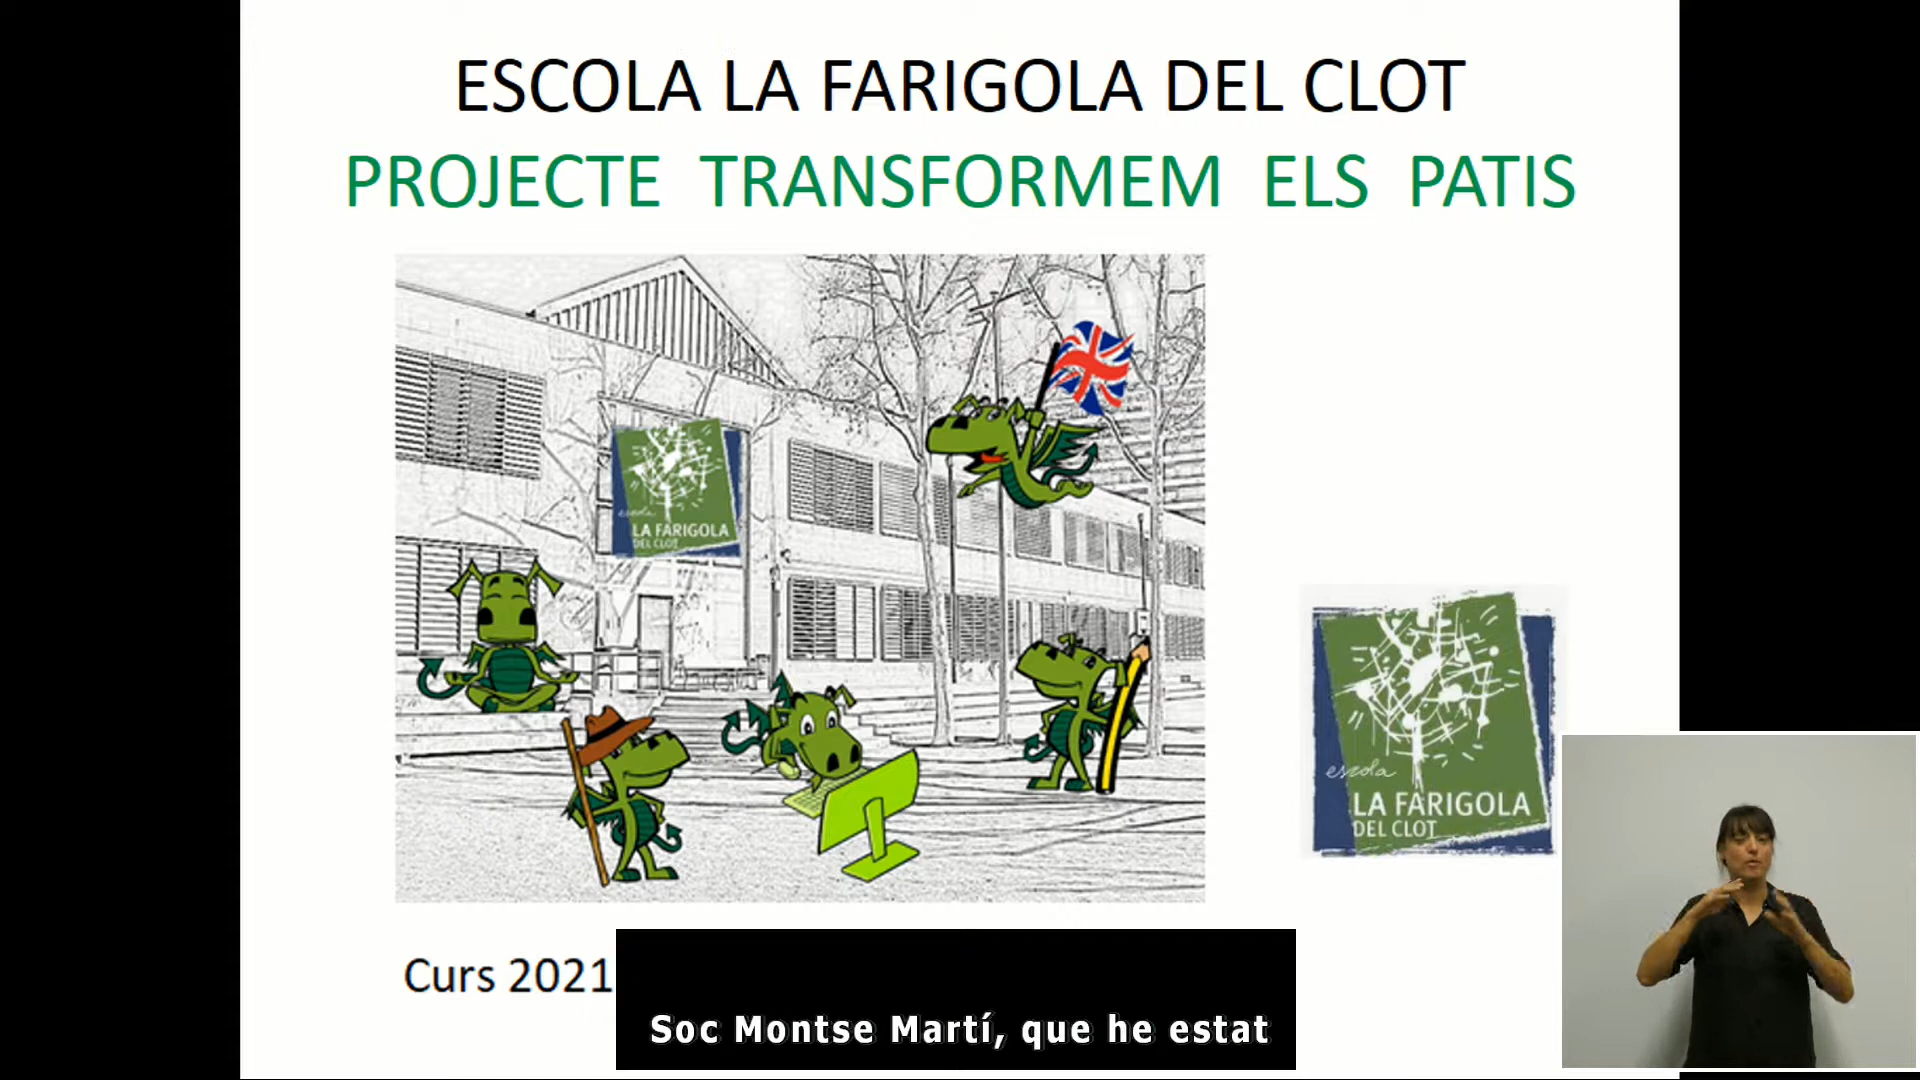 ESCOLA LA FARIGOLA DEL CLOT
PROJECTE TRANSFORMEM ELS PATIS
escola
LA FARIGOLA
DEL CLOT
escola
LA FARIGOLA
DEL CLOT
Curs 2021
Soc Montse Martí, que he estat